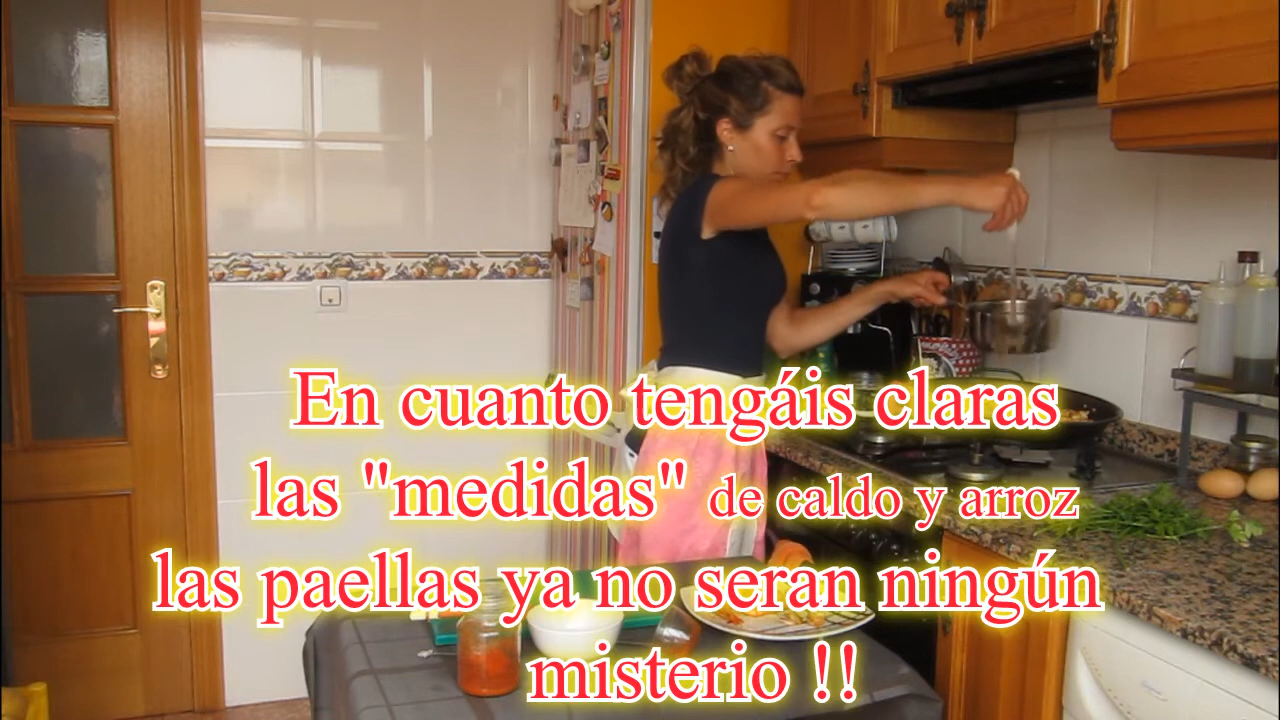 En cuanto tengáis claras
las "medidas" de caldo y arroz
las paellas ya no seran ningún
misterio !!